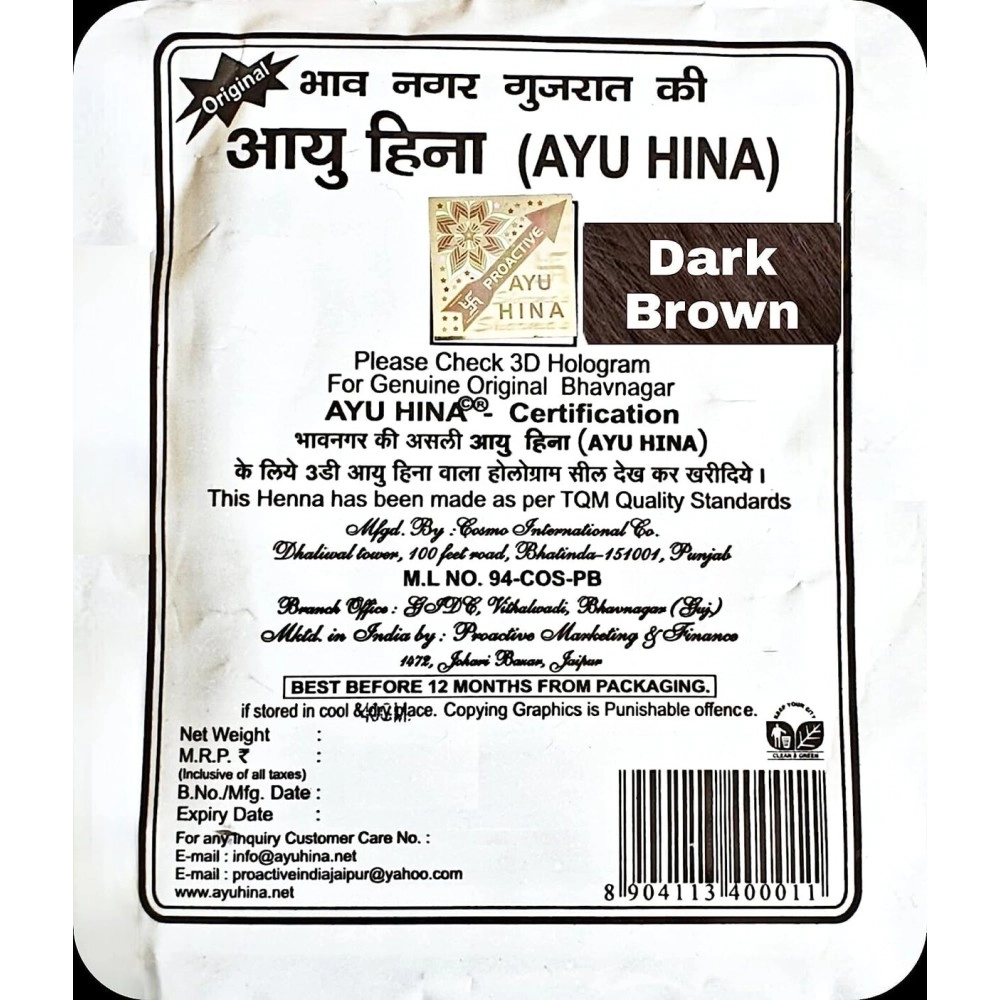 Original
भाव नगर गुजरात की
आयु हिना (AYU HINA)
PROACTIVE
AYU
HINA
Dark
Brown
Please Check 3D Hologram
For Genuine Original Bhavnagar
AYU HINA©®- Certification
भावनगर की असली आयु हिना (AYU HINA)
के लिये 3डी आयु हिना वाला होलोग्राम सील देख कर खरीदिये।
This Henna has been made as per TQM Quality Standards
Mfgd. By : Cosmo International Co.
Dhaliwal tower, 100 feet road, Bhatinda-151001, Punjab
M.L NO. 94-COS-PB
Branch Office : GIDC, Vithalwadi, Bhavnagar (Guj)
Mktd. in India by : Proactive Marketing & Finance
1472, Johari Bazar, Jaipur
BEST BEFORE 12 MONTHS FROM PACKAGING.
if stored in cool & dry place. Copying Graphics is Punishable offence.
KEEP YOUR CITY
CLEAN & GREEN
Net Weight :
M.R.P. ₹ :
(Inclusive of all taxes)
B.No./Mfg. Date :
Expiry Date :
For any Inquiry Customer Care No. :
E-mail : info@ayuhina.net
E-mail : proactiveindiajaipur@yahoo.com
www.ayuhina.net
8 904113 400011